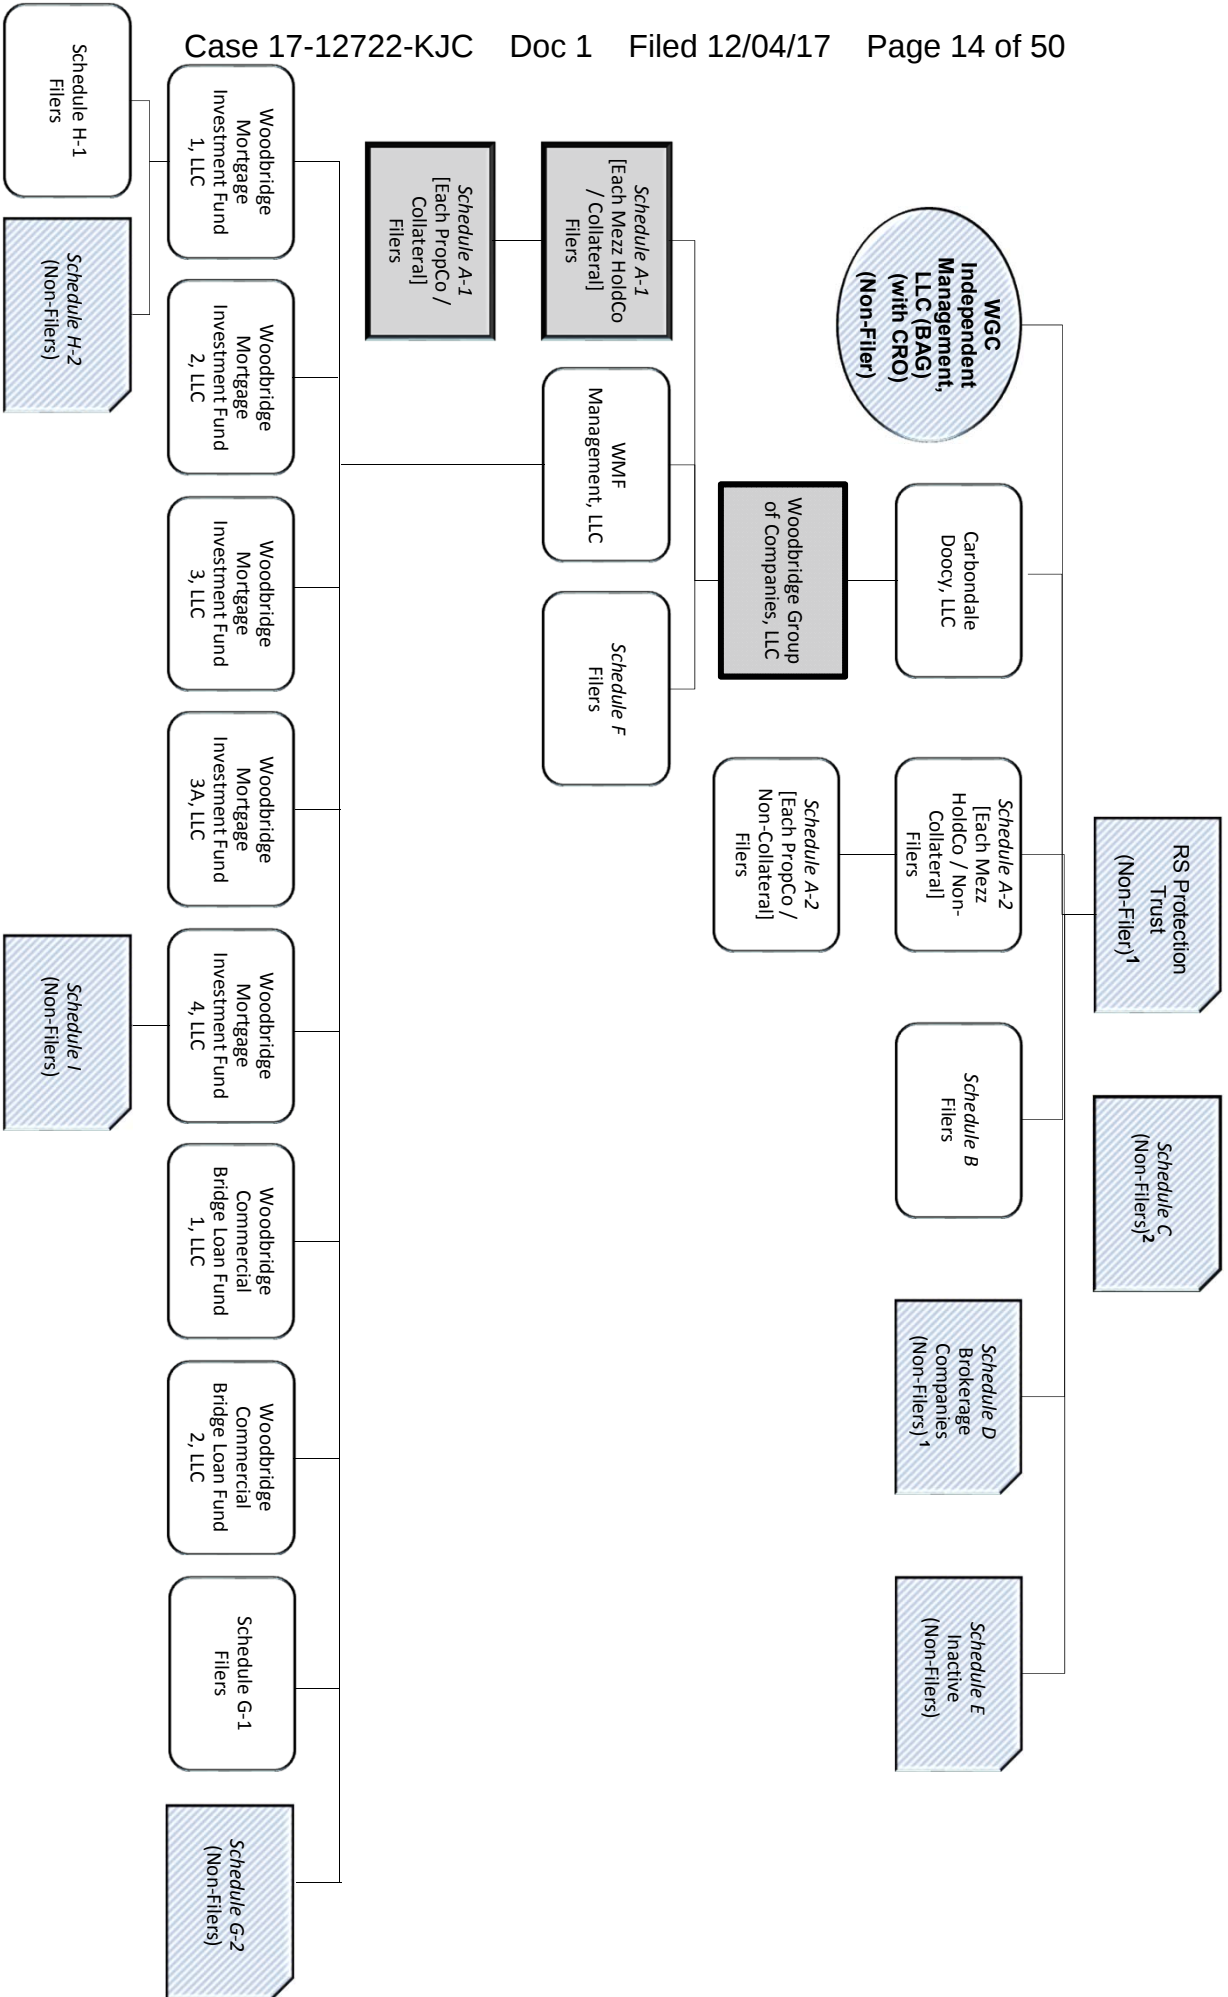 Case 17-12722-KJC Doc 1 Filed 12/04/17 Page 14 of 50
RS Protection
Trust
(Non-Filer)1
Schedule C
(Non-Filers)2
WGC
Independent
Management,
LLC (BAG)
(with CRO)
(Non-Filer)
Carbondale
Doocy, LLC
Schedule A-2
[Each Mezz
HoldCo / Non-
Collateral]
Filers
Schedule B
Filers
Schedule D
Brokerage
Companies
(Non-Filers)1
Schedule E
Inactive
(Non-Filers)
Woodbridge Group
of Companies, LLC
Schedule A-2
[Each PropCo /
Non-Collateral]
Filers
Schedule A-1
[Each Mezz HoldCo
/ Collateral]
Filers
WMF
Management, LLC
Schedule F
Filers
Schedule A-1
[Each PropCo /
Collateral]
Filers
Woodbridge
Mortgage
Investment Fund
1, LLC
Woodbridge
Mortgage
Investment Fund
2, LLC
Woodbridge
Mortgage
Investment Fund
3, LLC
Woodbridge
Mortgage
Investment Fund
3A, LLC
Woodbridge
Mortgage
Investment Fund
4, LLC
Woodbridge
Commercial
Bridge Loan Fund
1, LLC
Woodbridge
Commercial
Bridge Loan Fund
2, LLC
Schedule G-1
Filers
Schedule G-2
(Non-Filers)
Schedule H-1
Filers
Schedule H-2
(Non-Filers)
Schedule I
(Non-Filers)